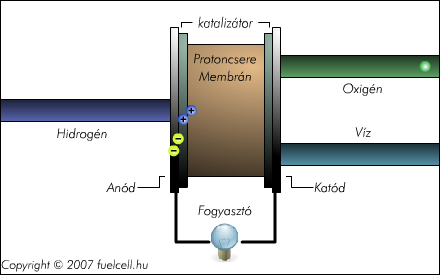 katalizátor
Protoncsere
Membrán
Oxigén
Hidrogén
Víz
Anód
Katód
Fogyasztó
Copyright © 2007 fuelcell.hu